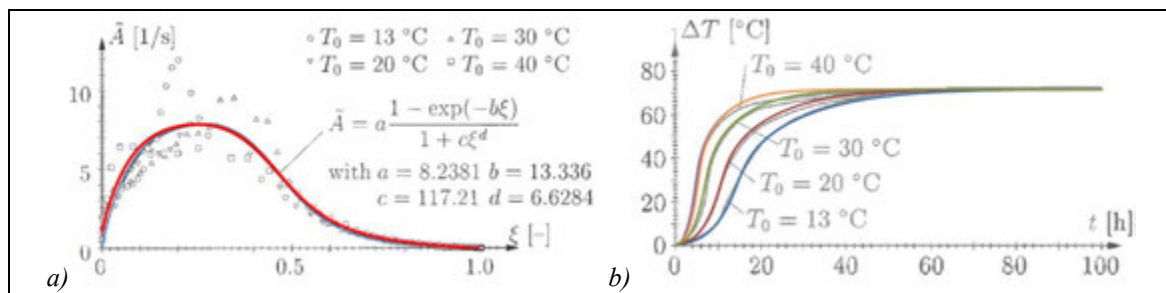 Ã [1/s]
∘ T₀ = 13 °C ▵ T₀ = 30 °C
▿ T₀ = 20 °C ▫ T₀ = 40 °C
10
5
0
Ã = a (1 − exp(−bξ)) / (1 + cξᵈ)
with a = 8.2381 b = 13.336
c = 117.21 d = 6.6284
ξ [–]
0 0.5 1.0
a)
ΔT [°C]
80
60
40
20
0
T₀ = 40 °C
T₀ = 30 °C
T₀ = 20 °C
T₀ = 13 °C
t [h]
0 20 40 60 80 100
b)